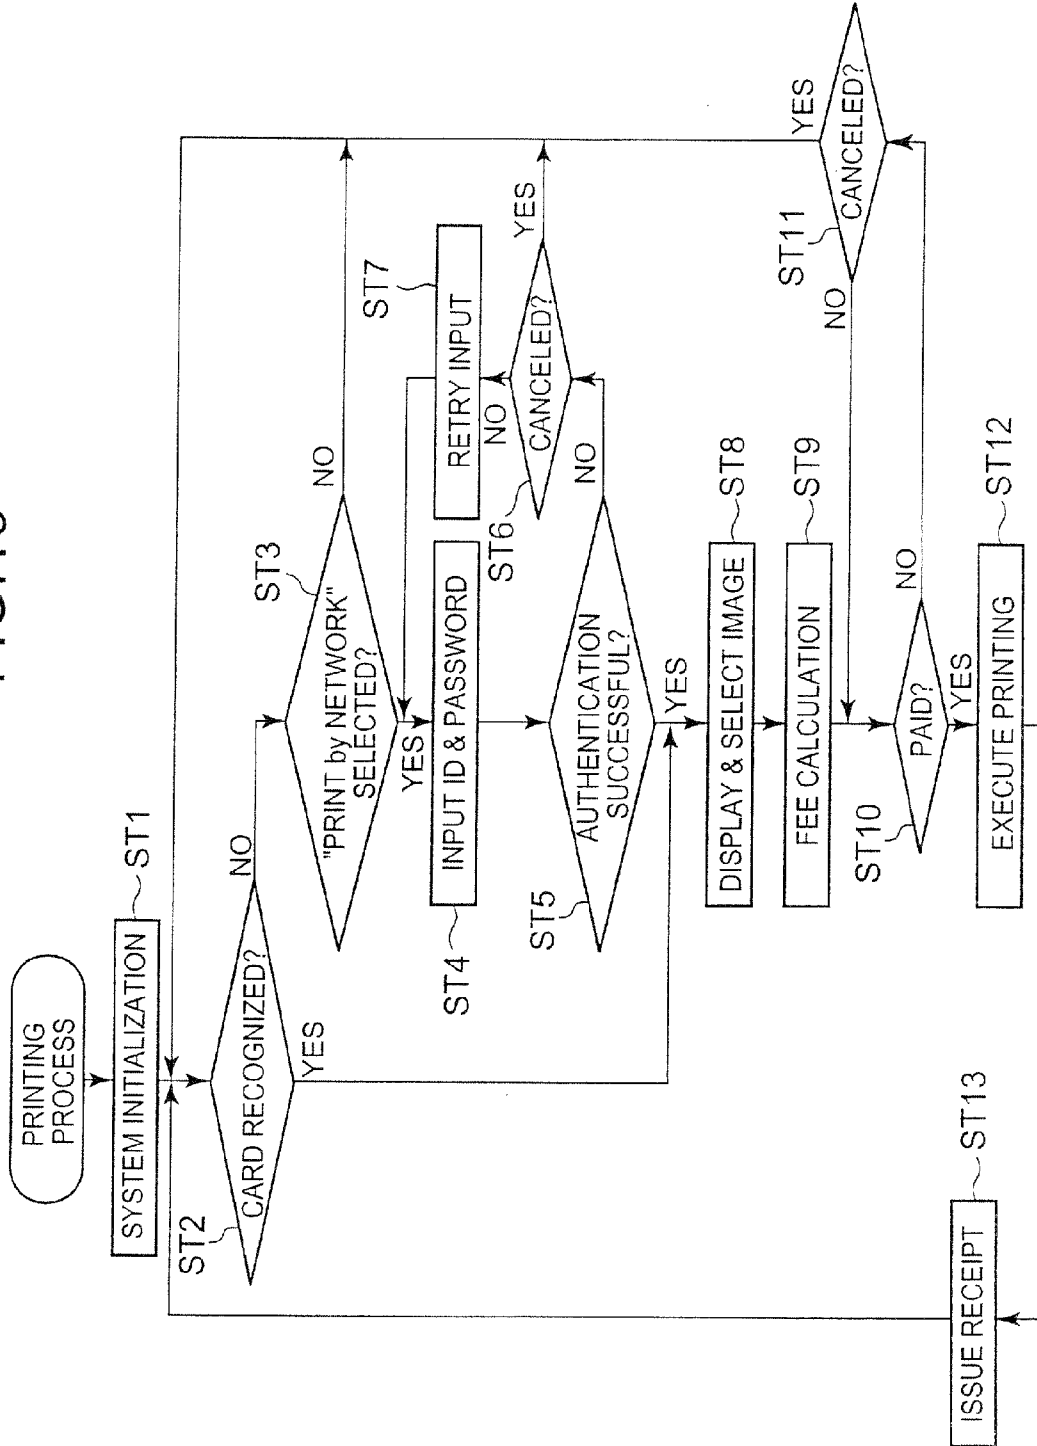 PRINTING
PROCESS
SYSTEM INITIALIZATION
ST1
ST2
CARD RECOGNIZED?
NO
YES
ST3
"PRINT by NETWORK"
SELECTED?
NO
YES
ST4
INPUT ID & PASSWORD
RETRY INPUT
ST7
ST5
AUTHENTICATION
SUCCESSFUL?
NO
YES
ST6
CANCELED?
NO
YES
DISPLAY & SELECT IMAGE
ST8
FEE CALCULATION
ST9
ST10
PAID?
NO
YES
ST11
CANCELED?
NO
YES
EXECUTE PRINTING
ST12
ISSUE RECEIPT
ST13